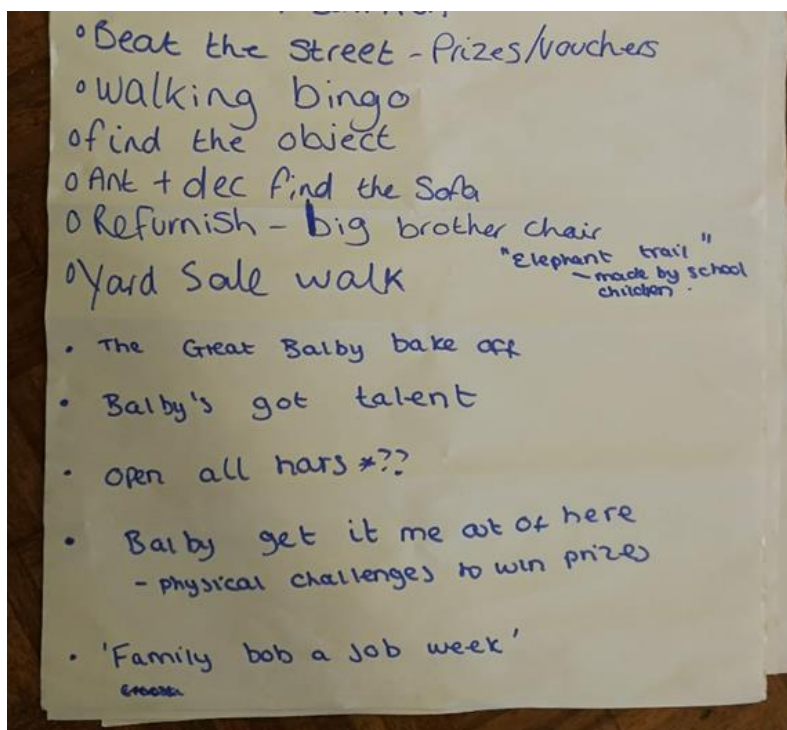 Beat the Street - Prizes/vouchers
walking bingo
find the object
Ant + dec find the Sofa
Refurnish - big brother chair
"Elephant trail"
- made by school
children.
Yard Sale walk
The Great Balby bake off
Balby's got talent
open all hars *??
Balby get it me out of here
- physical challenges to win prizes
'Family bob a job week'